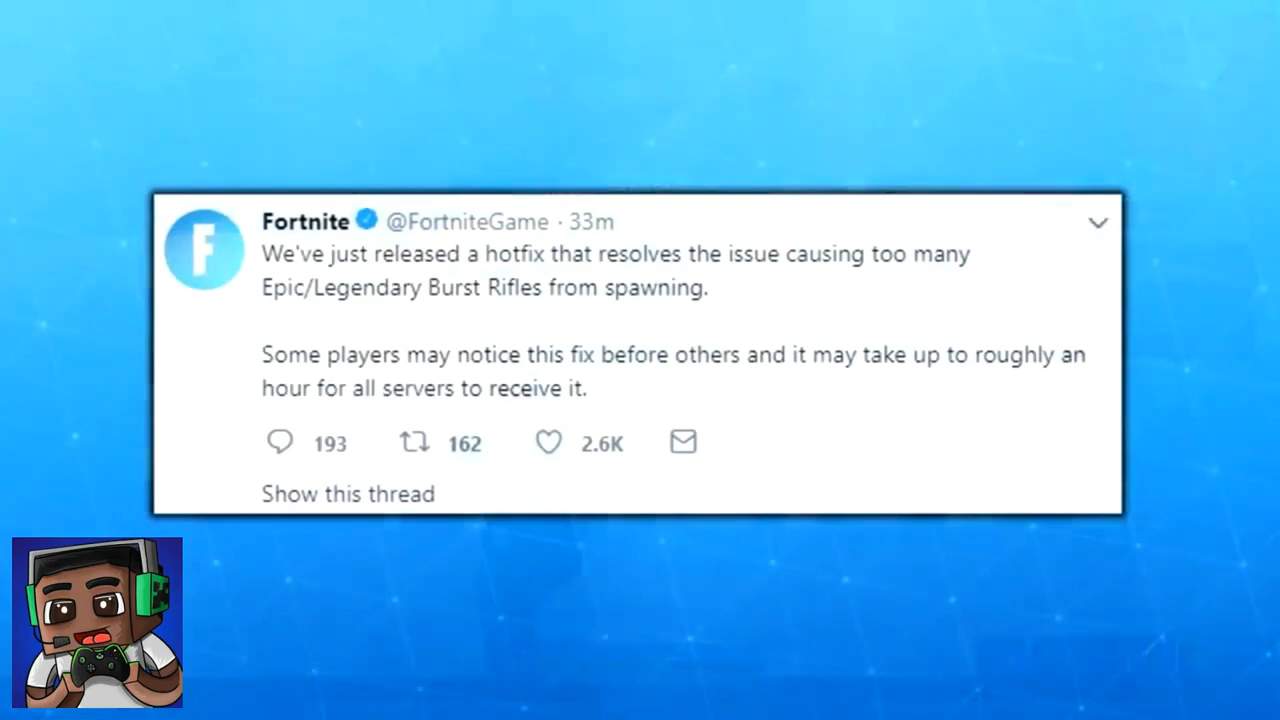 Fortnite @FortniteGame · 33m
We've just released a hotfix that resolves the issue causing too many
Epic/Legendary Burst Rifles from spawning.
Some players may notice this fix before others and it may take up to roughly an
hour for all servers to receive it.
193 162 2.6K
Show this thread